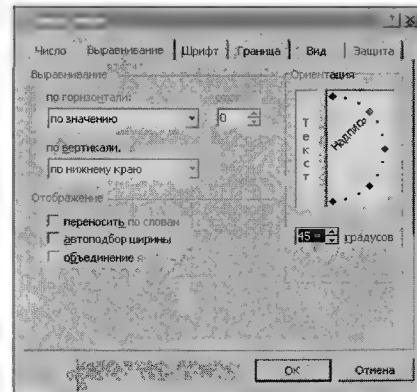 Число Выравнивание Шрифт Граница Вид Защита
Выравнивание
по горизонтали:
по значению 0
по вертикали:
по нижнему краю
Отображение
переносить по словам
автоподбор ширины
объединение я
Ориентация
Текст
Надпись
45 градусов
ОК Отмена